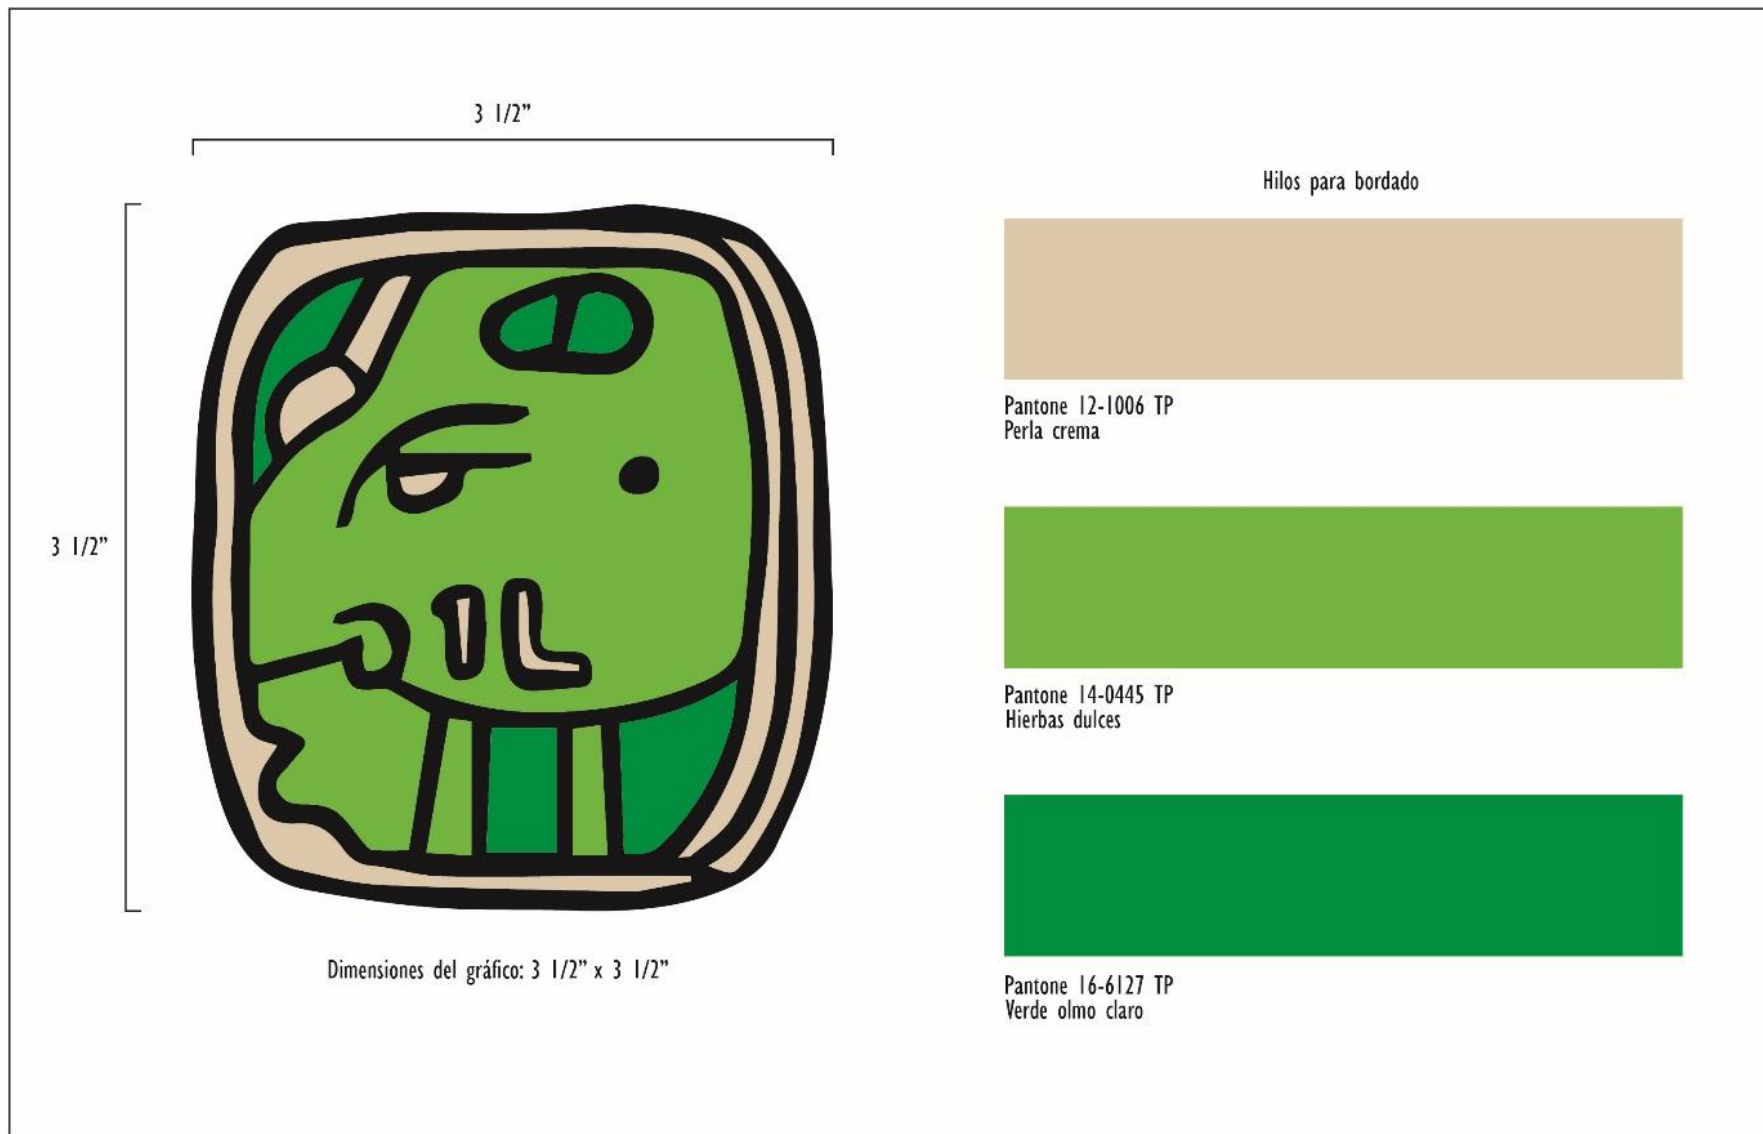 3 1/2”
3 1/2”
Dimensiones del gráfico: 3 1/2” x 3 1/2”
Hilos para bordado
Pantone 12-1006 TP
Perla crema
Pantone 14-0445 TP
Hierbas dulces
Pantone 16-6127 TP
Verde olmo claro